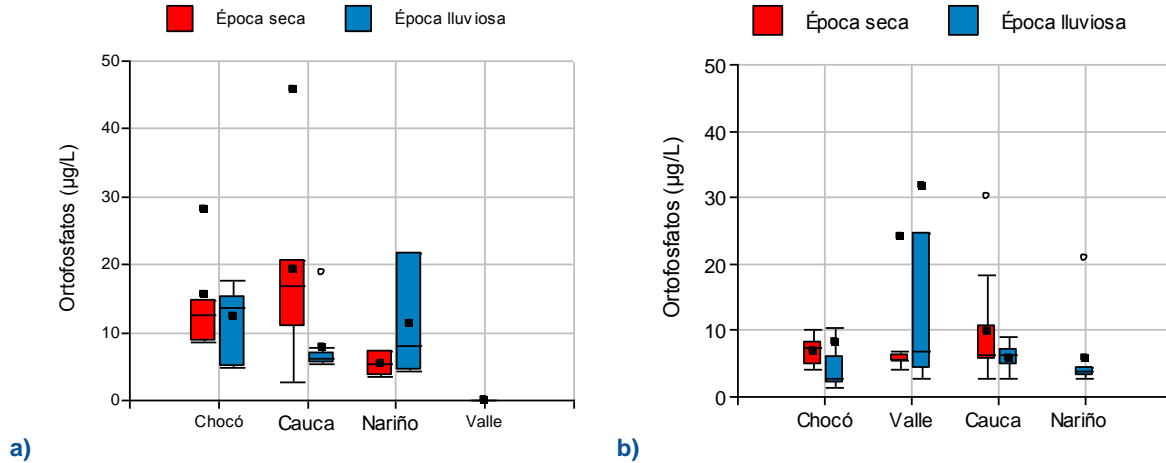 Época seca Época lluviosa
50
40
30
20
10
0
Ortofosfatos (µg/L)
Chocó Cauca Nariño Valle
a)
Época seca Época lluviosa
50
40
30
20
10
0
Ortofosfatos (µg/L)
Chocó Valle Cauca Nariño
b)